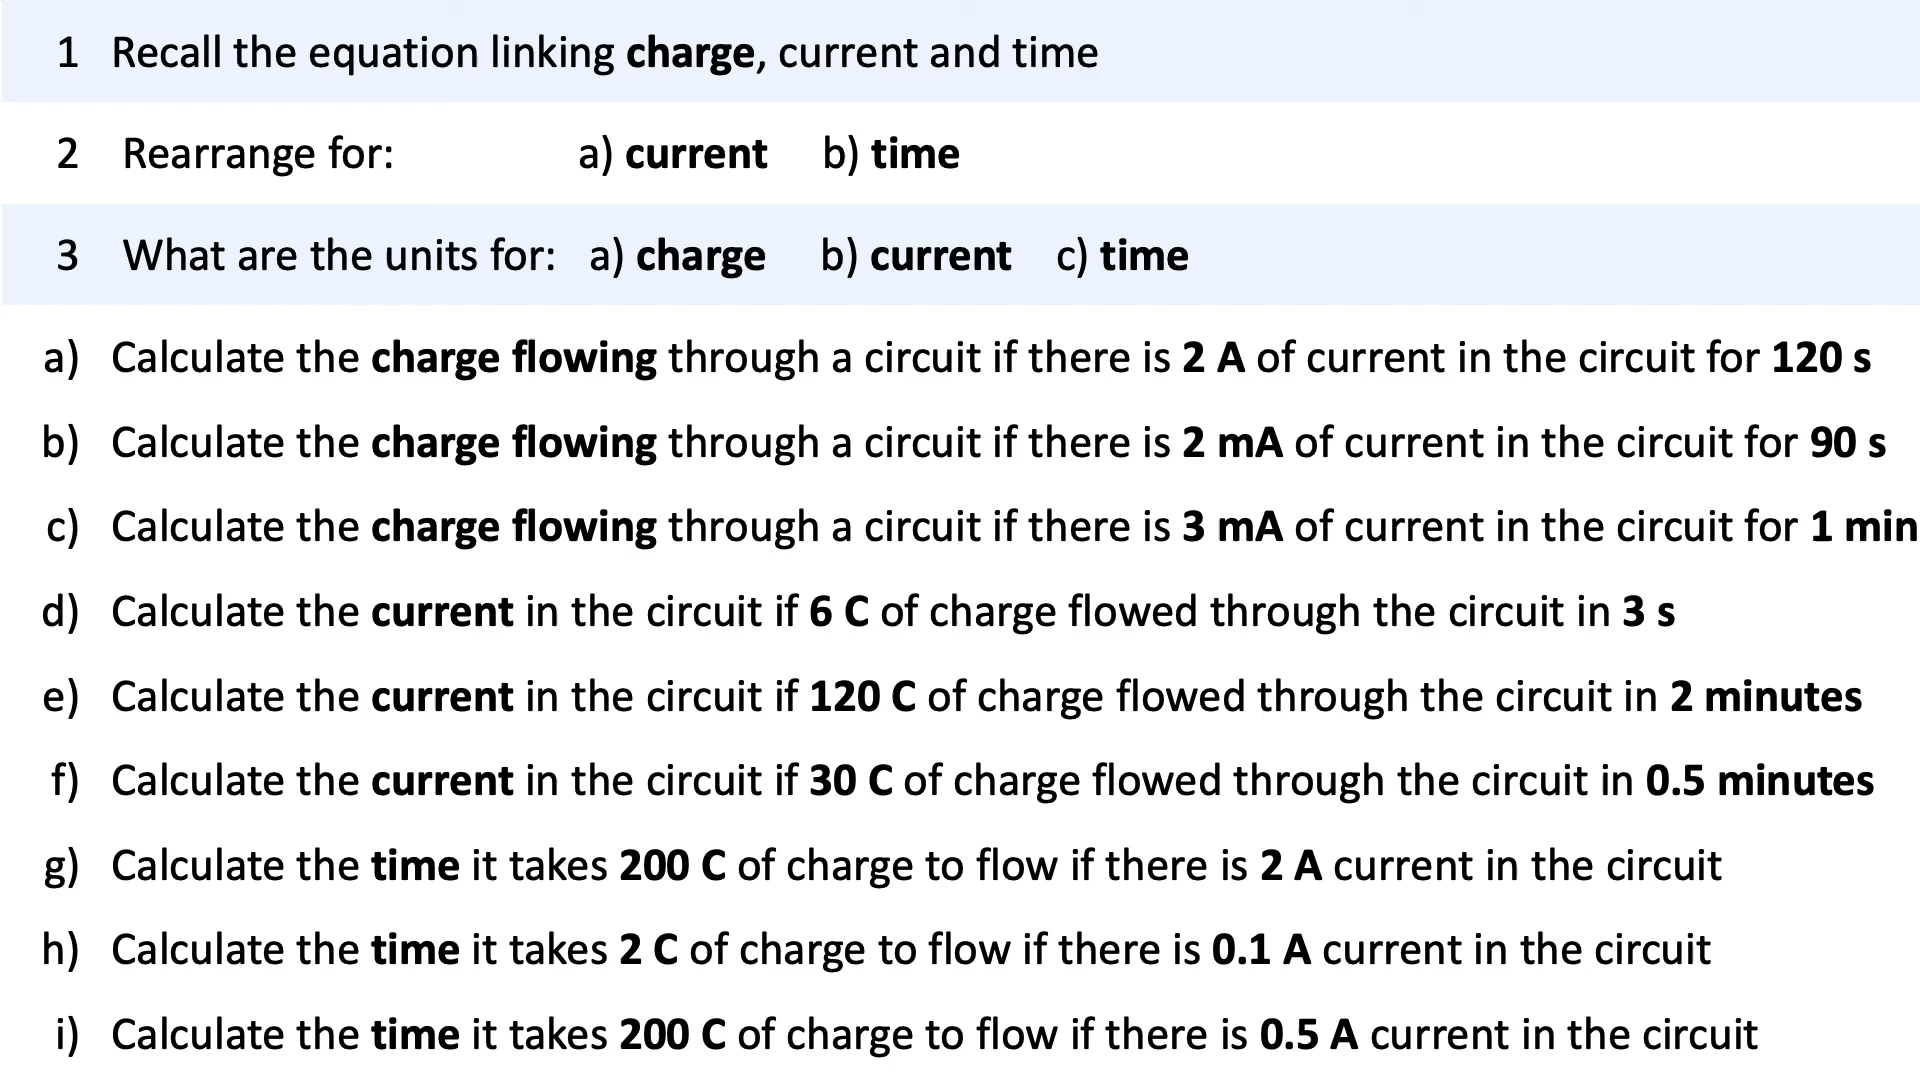 1 Recall the equation linking charge, current and time
2 Rearrange for: a) current b) time
3 What are the units for: a) charge b) current c) time
a) Calculate the charge flowing through a circuit if there is 2 A of current in the circuit for 120 s
b) Calculate the charge flowing through a circuit if there is 2 mA of current in the circuit for 90 s
c) Calculate the charge flowing through a circuit if there is 3 mA of current in the circuit for 1 min
d) Calculate the current in the circuit if 6 C of charge flowed through the circuit in 3 s
e) Calculate the current in the circuit if 120 C of charge flowed through the circuit in 2 minutes
f) Calculate the current in the circuit if 30 C of charge flowed through the circuit in 0.5 minutes
g) Calculate the time it takes 200 C of charge to flow if there is 2 A current in the circuit
h) Calculate the time it takes 2 C of charge to flow if there is 0.1 A current in the circuit
i) Calculate the time it takes 200 C of charge to flow if there is 0.5 A current in the circuit